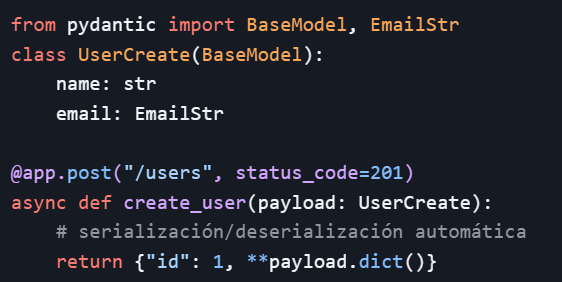 from pydantic import BaseModel, EmailStr
class UserCreate(BaseModel):
    name: str
    email: EmailStr

@app.post("/users", status_code=201)
async def create_user(payload: UserCreate):
    # serialización/deserialización automática
    return {"id": 1, **payload.dict()}